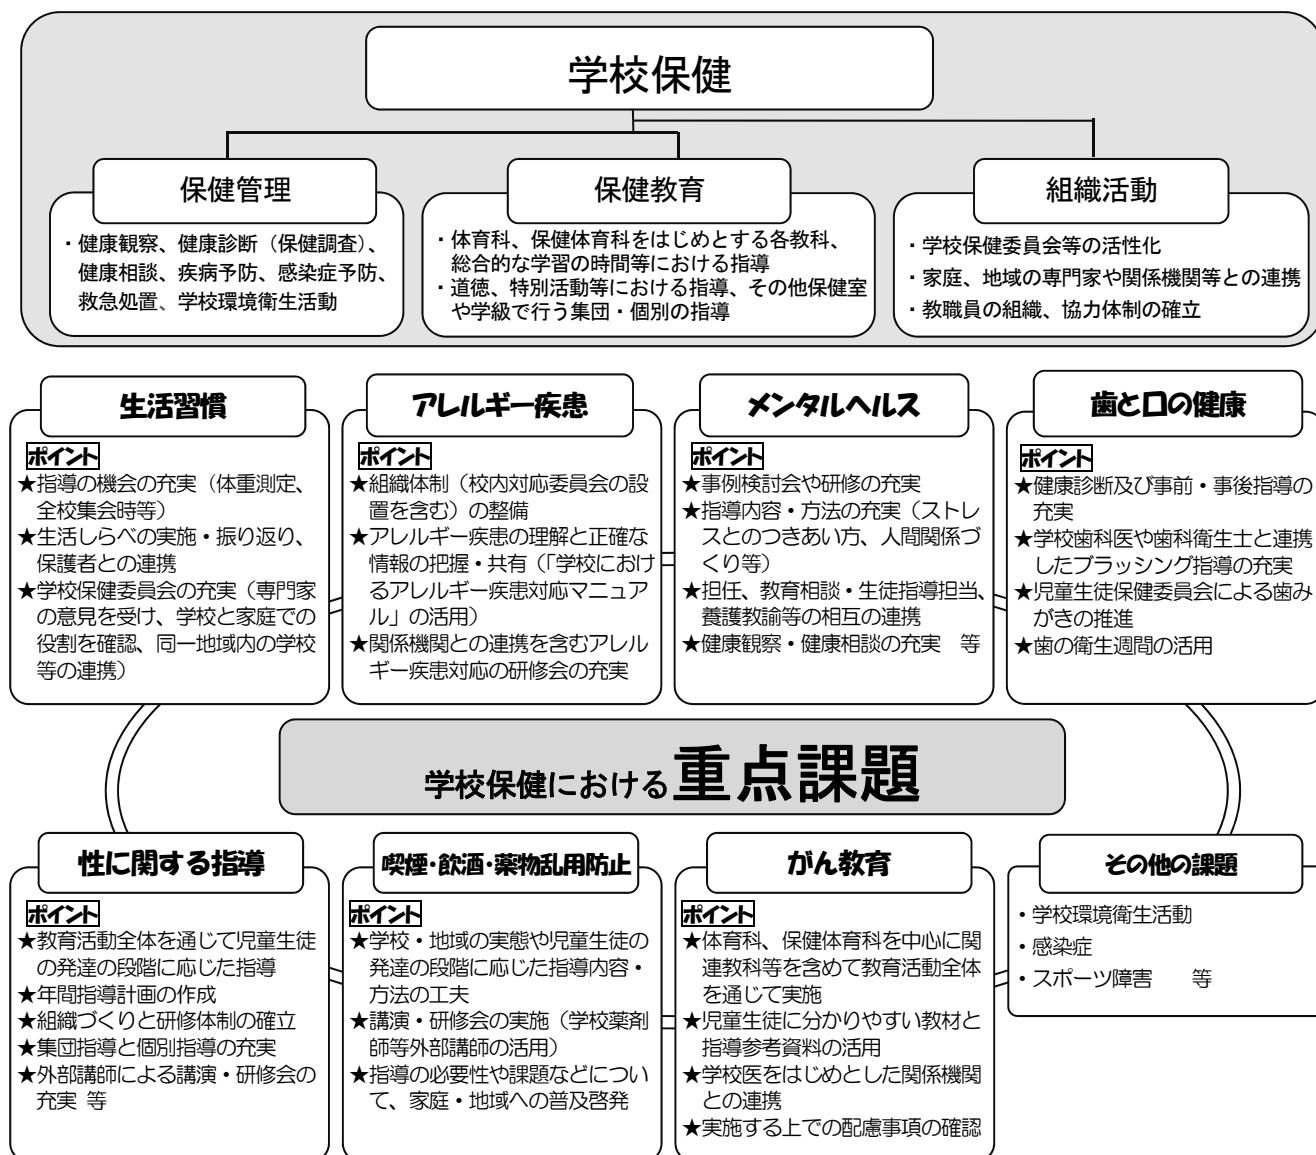 学校保健
保健管理
・健康観察、健康診断（保健調査）、
健康相談、疾病予防、感染症予防、
救急処置、学校環境衛生活動
保健教育
・体育科、保健体育科をはじめとする各教科、
総合的な学習の時間等における指導
・道徳、特別活動等における指導、その他保健室
や学級で行う集団・個別の指導
組織活動
・学校保健委員会等の活性化
・家庭、地域の専門家や関係機関等との連携
・教職員の組織、協力体制の確立
生活習慣
ポイント
★指導の機会の充実（体重測定、
全校集会時等）
★生活しらべの実施・振り返り、
保護者との連携
★学校保健委員会の充実（専門家
の意見を受け、学校と家庭での
役割を確認、同一地域内の学校
等の連携）
アレルギー疾患
ポイント
★組織体制（校内対応委員会の設
置を含む）の整備
★アレルギー疾患の理解と正確な
情報の把握・共有（「学校におけ
るアレルギー疾患対応マニュア
ル」の活用）
★関係機関との連携を含むアレル
ギー疾患対応の研修会の充実
メンタルヘルス
ポイント
★事例検討会や研修の充実
★指導内容・方法の充実（ストレ
スとのつきあい方、人間関係づ
くり等）
★担任、教育相談・生徒指導担当、
養護教諭等の相互の連携
★健康観察・健康相談の充実　等
歯と口の健康
ポイント
★健康診断及び事前・事後指導の
充実
★学校歯科医や歯科衛生士と連携
したブラッシング指導の充実
★児童生徒保健委員会による歯み
がきの推進
★歯の衛生週間の活用
学校保健における重点課題
性に関する指導
ポイント
★教育活動全体を通じて児童生徒
の発達の段階に応じた指導
★年間指導計画の作成
★組織づくりと研修体制の確立
★集団指導と個別指導の充実
★外部講師による講演・研修会の
充実 等
喫煙・飲酒・薬物乱用防止
ポイント
★学校・地域の実態や児童生徒の
発達の段階に応じた指導内容・
方法の工夫
★講演・研修会の実施（学校薬剤
師等外部講師の活用）
★指導の必要性や課題などについ
て、家庭・地域への普及啓発
がん教育
ポイント
★体育科、保健体育科を中心に関
連教科等を含めて教育活動全体
を通じて実施
★児童生徒に分かりやすい教材と
指導参考資料の活用
★学校医をはじめとした関係機関
との連携
★実施する上での配慮事項の確認
その他の課題
・学校環境衛生活動
・感染症
・スポーツ障害　　等